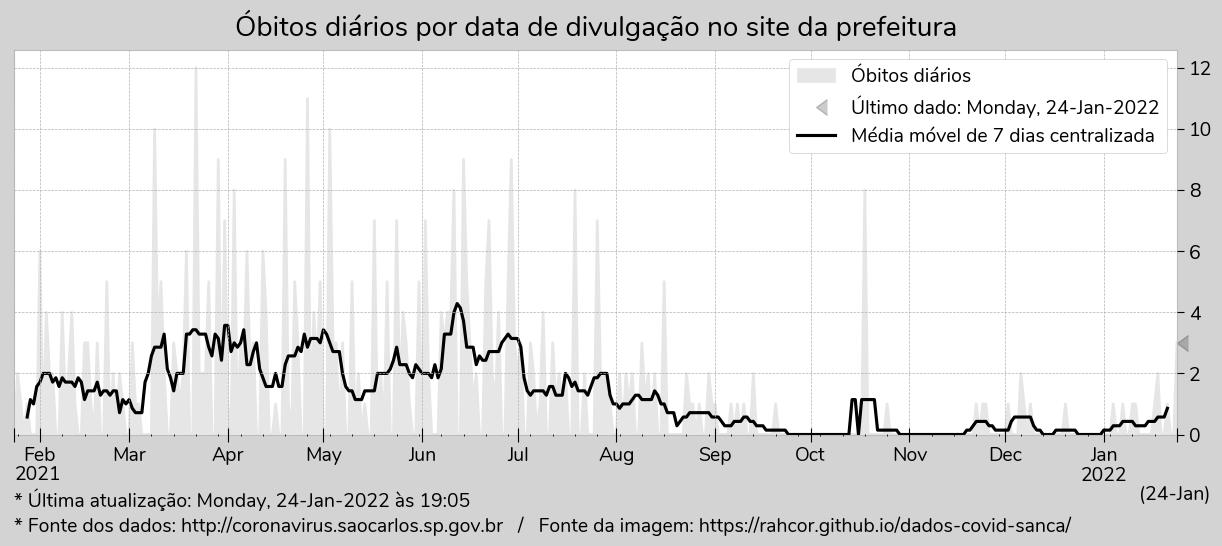 Óbitos diários por data de divulgação no site da prefeitura
Óbitos diários
Último dado: Monday, 24-Jan-2022
Média móvel de 7 dias centralizada
12
10
8
6
4
2
0
Feb Mar Apr May Jun Jul Aug Sep Oct Nov Dec Jan
2021 2022
(24-Jan)
* Última atualização: Monday, 24-Jan-2022 às 19:05
* Fonte dos dados: http://coronavirus.saocarlos.sp.gov.br / Fonte da imagem: https://rahcor.github.io/dados-covid-sanca/